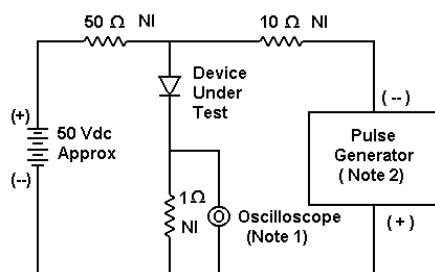 50 Ω NI
10 Ω NI
Device
Under
Test
(+)
50 Vdc
Approx
(--)
(--)
Pulse
Generator
( Note 2)
(+)
1Ω
NI
Oscilloscope
(Note 1)